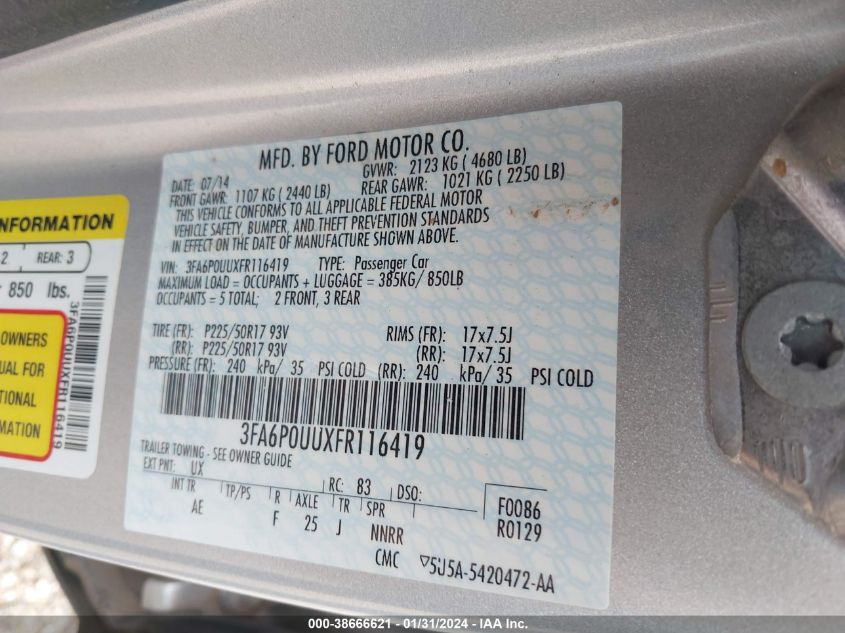 MFD. BY FORD MOTOR CO.
DATE: 07/14
GVWR: 2123 KG ( 4680 LB)
FRONT GAWR: 1107 KG ( 2440 LB)
REAR GAWR: 1021 KG ( 2250 LB)
THIS VEHICLE CONFORMS TO ALL APPLICABLE FEDERAL MOTOR
VEHICLE SAFETY, BUMPER, AND THEFT PREVENTION STANDARDS
IN EFFECT ON THE DATE OF MANUFACTURE SHOWN ABOVE.
VIN: 3FA6P0UUXFR116419 TYPE: Passenger Car
MAXIMUM LOAD = OCCUPANTS + LUGGAGE = 385KG/ 850LB
OCCUPANTS = 5 TOTAL; 2 FRONT, 3 REAR
TIRE (FR): P225/50R17 93V RIMS (FR): 17x7.5J
(RR): P225/50R17 93V (RR): 17x7.5J
PRESSURE (FR): 240 kPa/ 35 PSI COLD (RR): 240 kPa/ 35 PSI COLD
3FA6P0UUXFR116419
TRAILER TOWING - SEE OWNER GUIDE
EXT PNT: UX RC: 83 DSO:
INT TR TP/PS R AXLE TR SPR
AE F 25 J NNRR
F0086
R0129
CMC ▽5U5A-5420472-AA
INFORMATION
2 REAR: 3
850 lbs.
OWNERS
UAL FOR
TIONAL
MATION
3FA6P0UUXFR116419
000-38666621 - 01/31/2024 - IAA Inc.